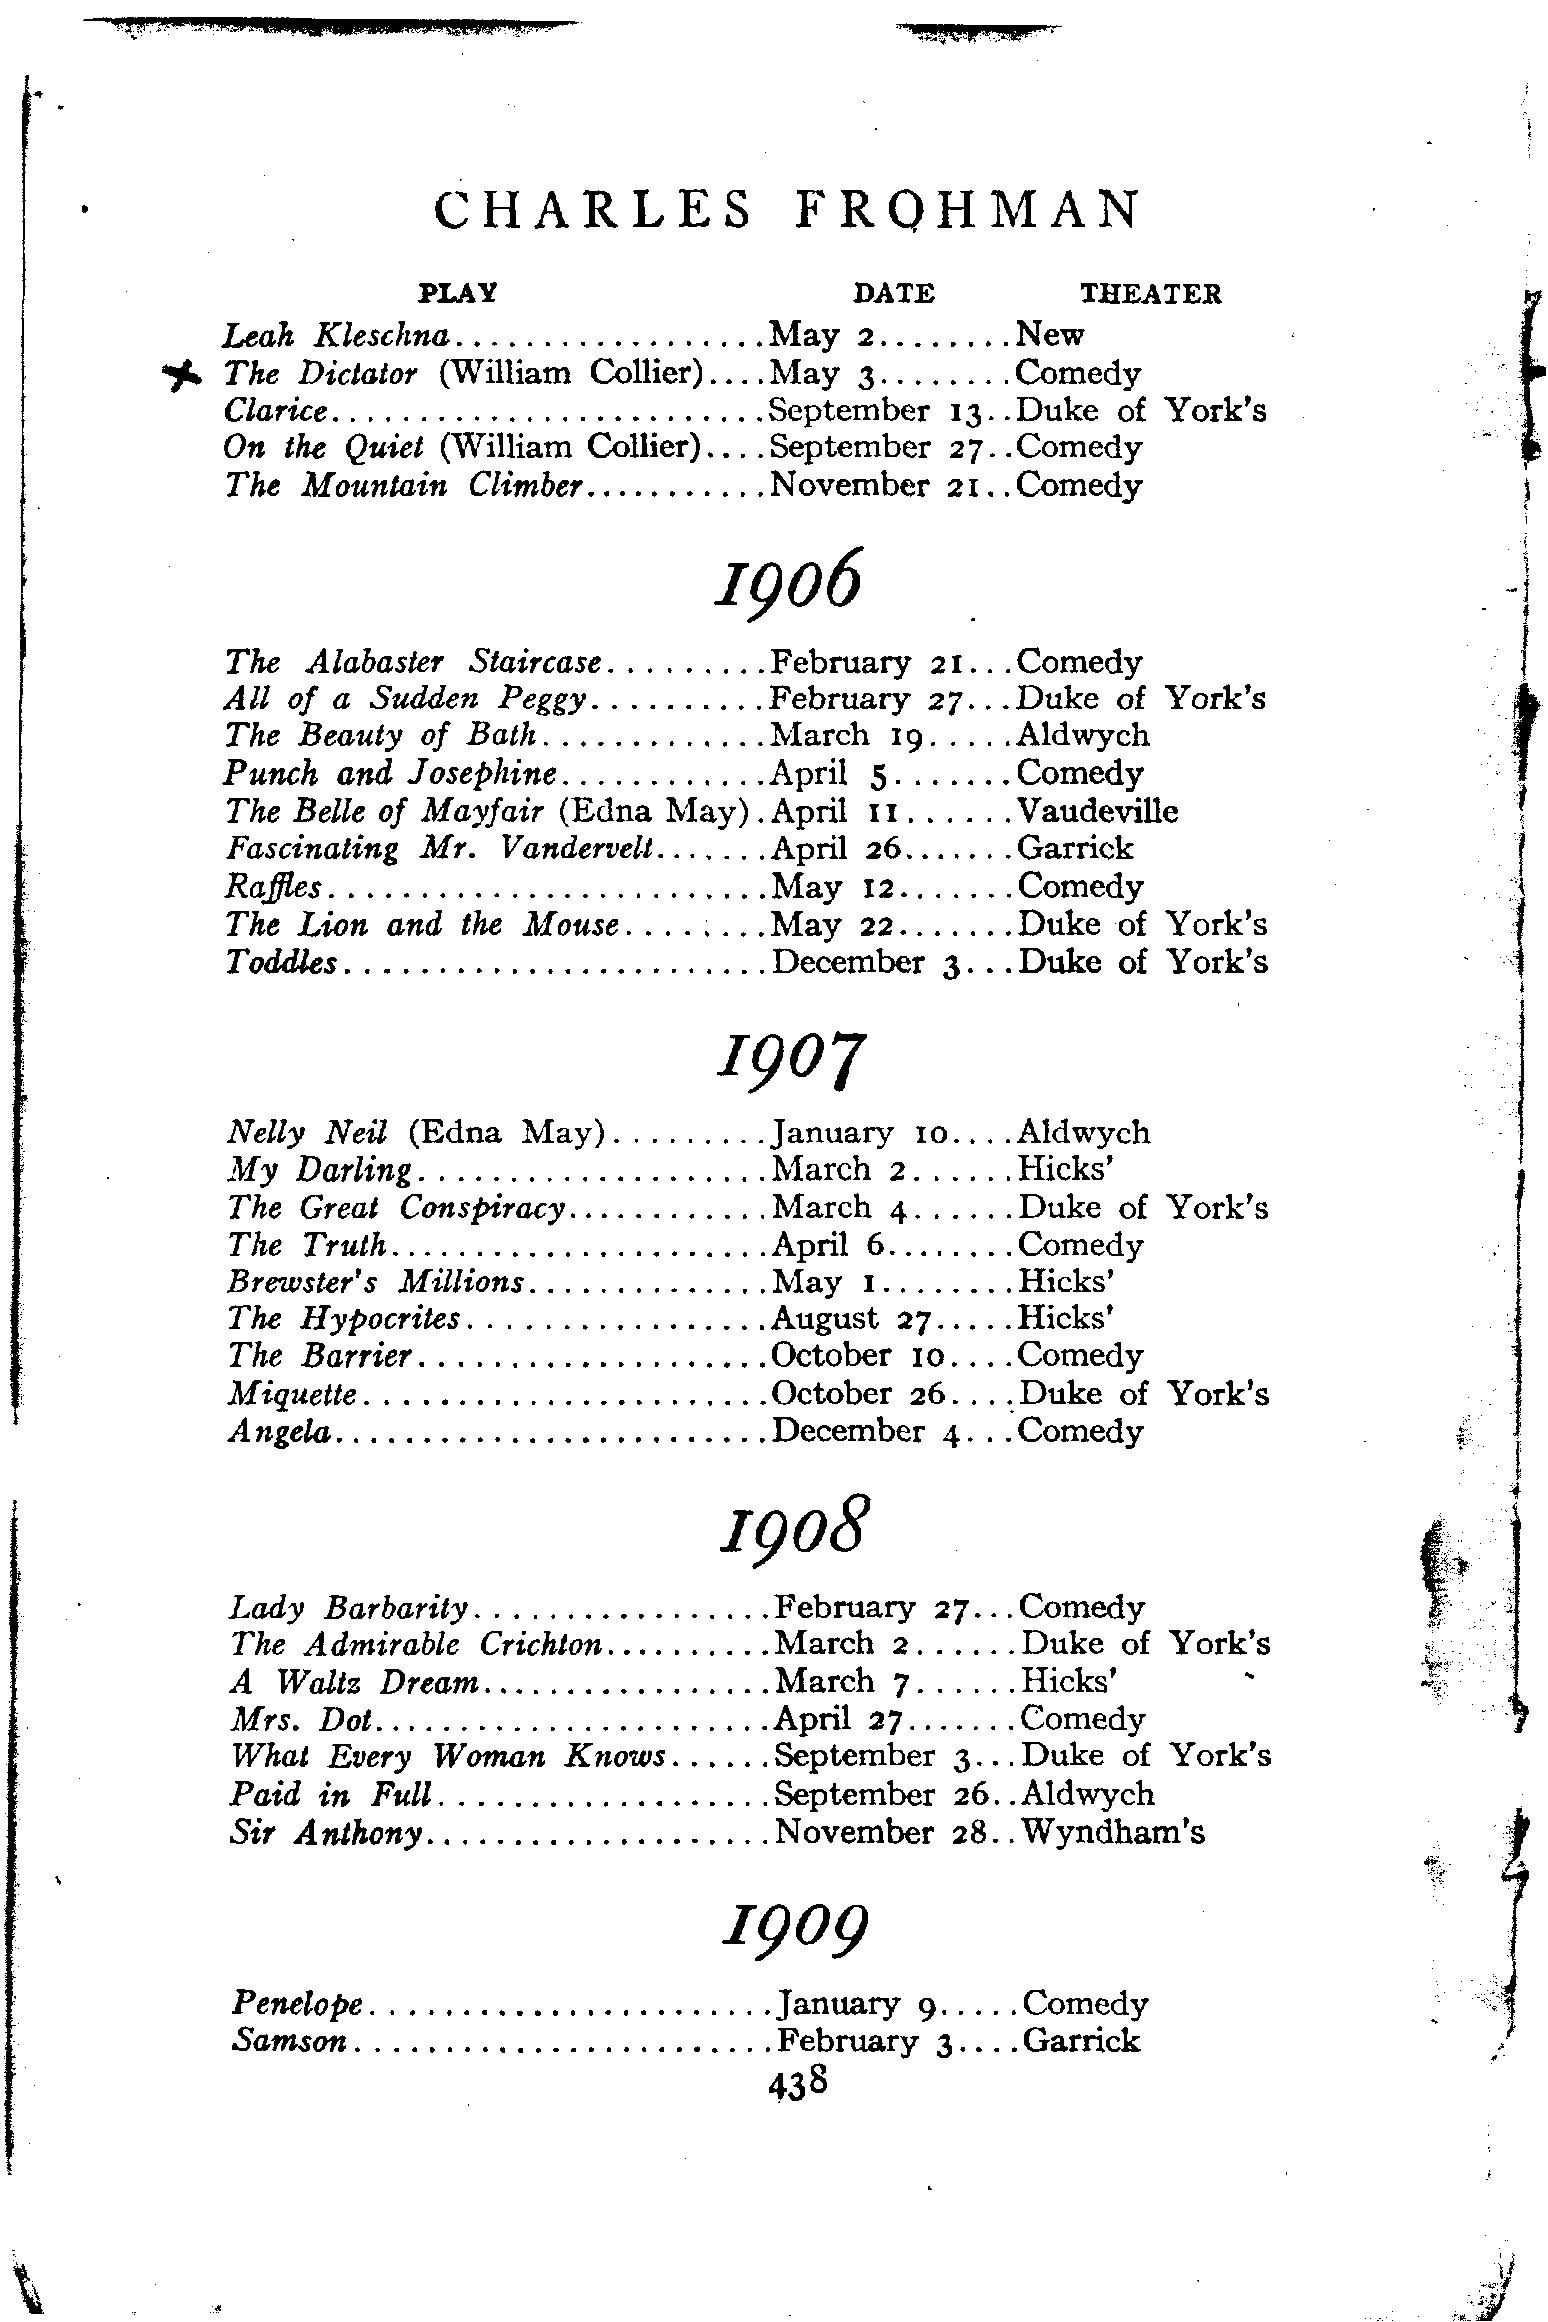 CHARLES FROHMAN
PLAY DATE THEATER
Leah Kleschna..................May 2........New
The Dictator (William Collier)....May 3........Comedy
Clarice.........................September 13..Duke of York's
On the Quiet (William Collier)....September 27..Comedy
The Mountain Climber...........November 21..Comedy
1906
The Alabaster Staircase.........February 21...Comedy
All of a Sudden Peggy..........February 27...Duke of York's
The Beauty of Bath.............March 19.....Aldwych
Punch and Josephine............April 5.......Comedy
The Belle of Mayfair (Edna May).April 11......Vaudeville
Fascinating Mr. Vandervelt.......April 26.......Garrick
Raffles.........................May 12.......Comedy
The Lion and the Mouse........May 22.......Duke of York's
Toddles........................December 3...Duke of York's
1907
Nelly Neil (Edna May).........January 10....Aldwych
My Darling....................March 2......Hicks'
The Great Conspiracy............March 4......Duke of York's
The Truth......................April 6........Comedy
Brewster's Millions..............May 1........Hicks'
The Hypocrites.................August 27.....Hicks'
The Barrier....................October 10....Comedy
Miquette.......................October 26....Duke of York's
Angela.........................December 4...Comedy
1908
Lady Barbarity.................February 27...Comedy
The Admirable Crichton..........March 2......Duke of York's
A Waltz Dream.................March 7......Hicks'
Mrs. Dot.......................April 27.......Comedy
What Every Woman Knows......September 3...Duke of York's
Paid in Full...................September 26..Aldwych
Sir Anthony....................November 28..Wyndham's
1909
Penelope.......................January 9.....Comedy
Samson........................February 3....Garrick
438